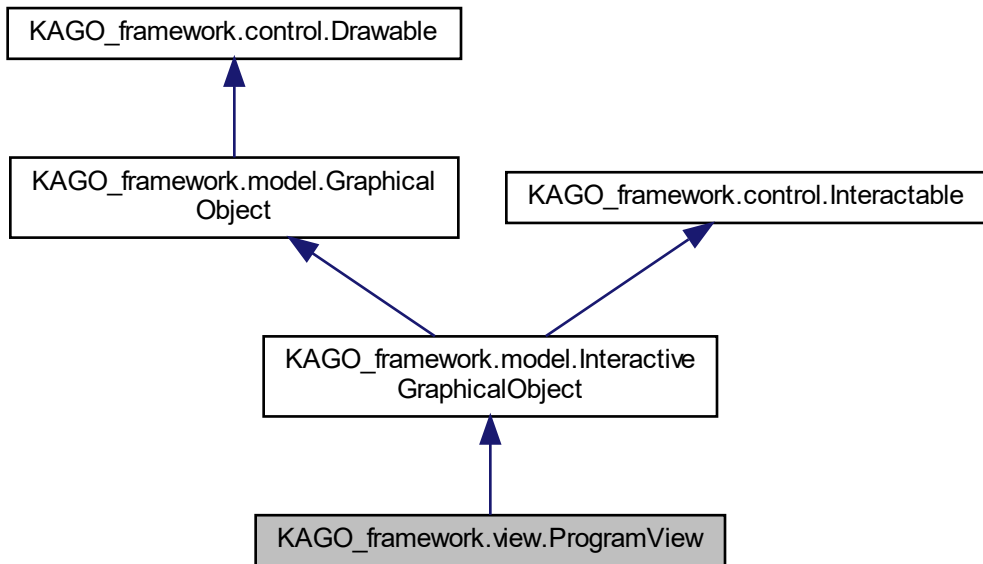 KAGO_framework.control.Drawable
KAGO_framework.model.Graphical
Object
KAGO_framework.control.Interactable
KAGO_framework.model.Interactive
GraphicalObject
KAGO_framework.view.ProgramView